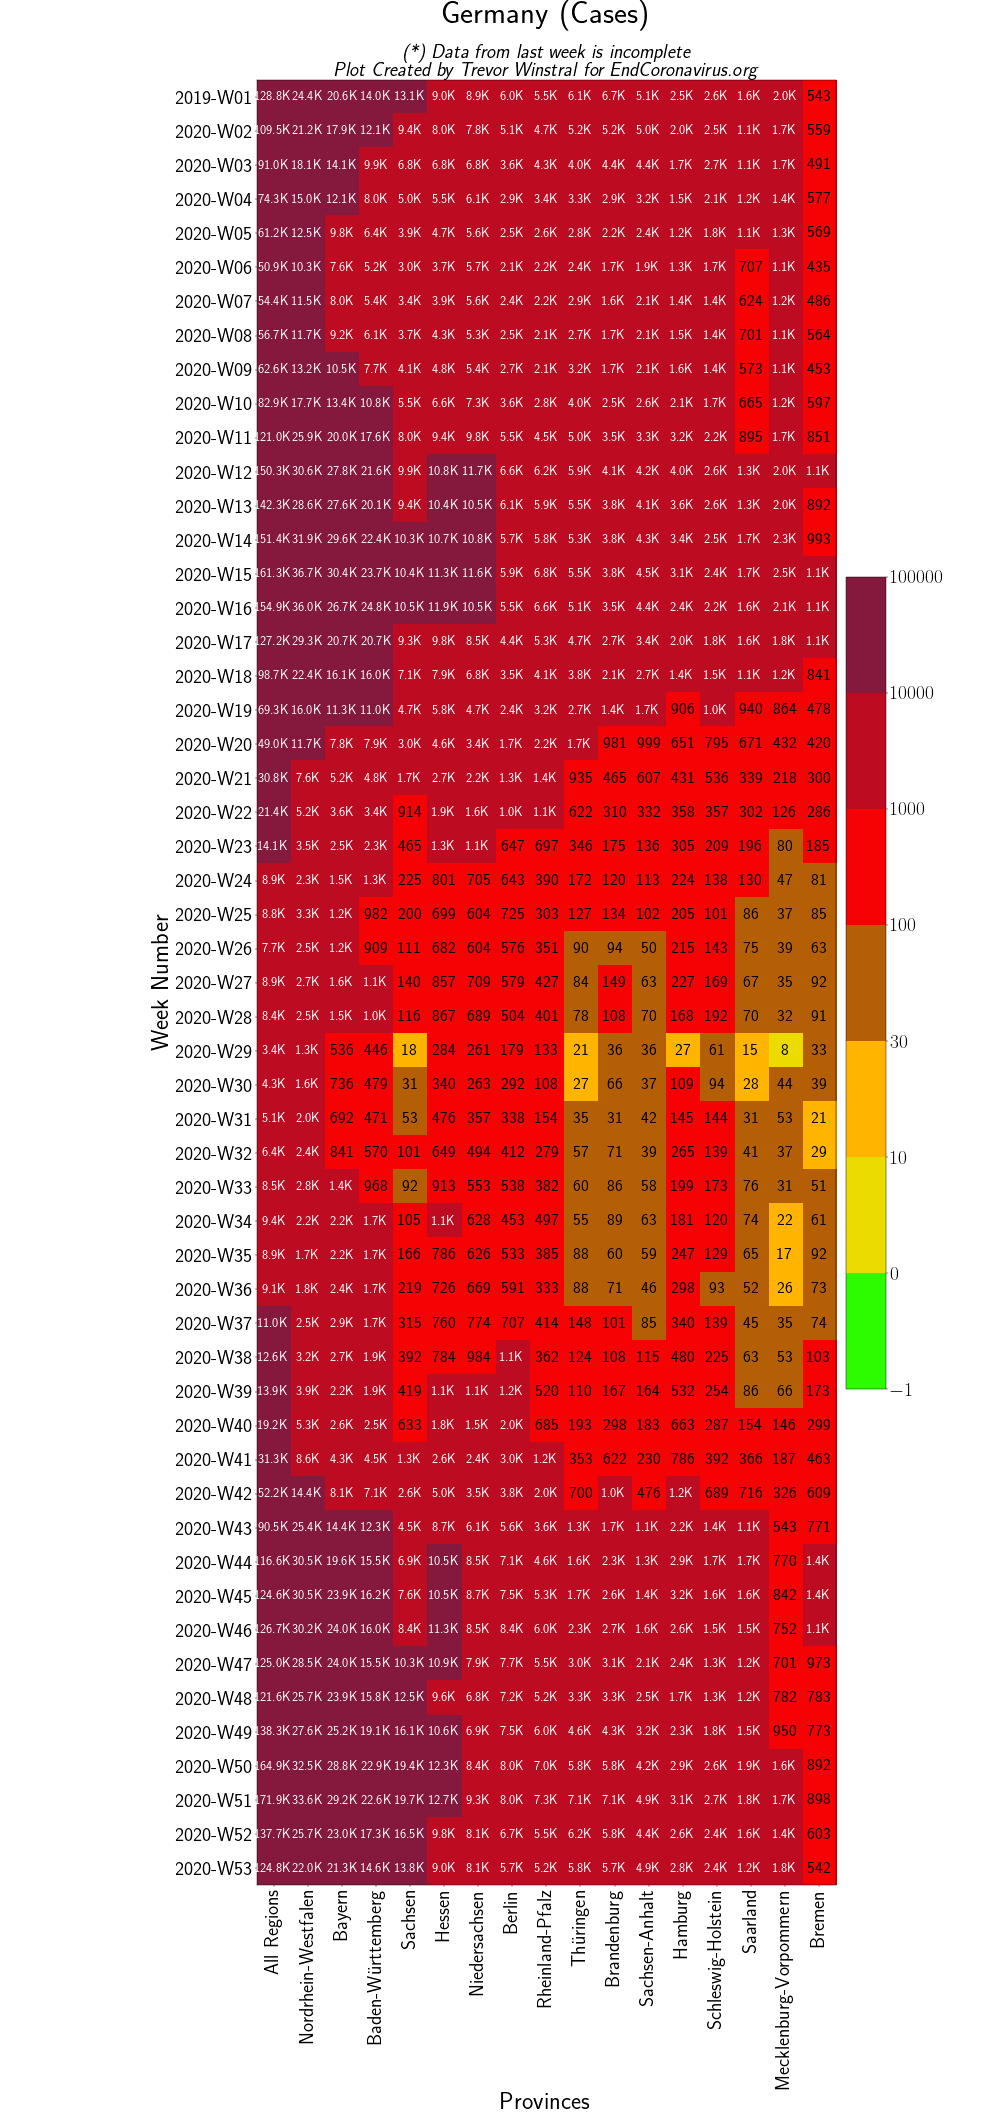 Germany (Cases)
(*) Data from last week is incomplete
Plot Created by Trevor Winstral for EndCoronavirus.org
2019-W01 128.8K 24.4K 20.6K 14.0K 13.1K 9.0K 8.9K 6.0K 5.5K 6.1K 6.7K 5.1K 2.5K 2.6K 1.6K 2.0K 543
2020-W02 109.5K 21.2K 17.9K 12.1K 9.4K 8.0K 7.8K 5.1K 4.7K 5.2K 5.2K 5.0K 2.0K 2.5K 1.1K 1.7K 559
2020-W03 91.0K 18.1K 14.1K 9.9K 6.8K 6.8K 6.8K 3.6K 4.3K 4.0K 4.4K 4.4K 1.7K 2.7K 1.1K 1.7K 491
2020-W04 74.3K 15.0K 12.1K 8.0K 5.0K 5.5K 6.1K 2.9K 3.4K 3.3K 2.9K 3.2K 1.5K 2.1K 1.2K 1.4K 577
2020-W05 61.2K 12.5K 9.8K 6.4K 3.9K 4.7K 5.6K 2.5K 2.6K 2.8K 2.2K 2.4K 1.2K 1.8K 1.1K 1.3K 569
2020-W06 50.9K 10.3K 7.6K 5.2K 3.0K 3.7K 5.7K 2.1K 2.2K 2.4K 1.7K 1.9K 1.3K 1.7K 707 1.1K 435
2020-W07 54.4K 11.5K 8.0K 5.4K 3.4K 3.9K 5.6K 2.4K 2.2K 2.9K 1.6K 2.1K 1.4K 1.4K 624 1.2K 486
2020-W08 56.7K 11.7K 9.2K 6.1K 3.7K 4.3K 5.3K 2.5K 2.1K 2.7K 1.7K 2.1K 1.5K 1.4K 701 1.1K 564
2020-W09 62.6K 13.2K 10.5K 7.7K 4.1K 4.8K 5.4K 2.7K 2.1K 3.2K 1.7K 2.1K 1.6K 1.4K 573 1.1K 453
2020-W10 82.9K 17.7K 13.4K 10.8K 5.5K 6.6K 7.3K 3.6K 2.8K 4.0K 2.5K 2.6K 2.1K 1.7K 665 1.2K 597
2020-W11 121.0K 25.9K 20.0K 17.6K 8.0K 9.4K 9.8K 5.5K 4.5K 5.0K 3.5K 3.3K 3.2K 2.2K 895 1.7K 851
2020-W12 150.3K 30.6K 27.8K 21.6K 9.9K 10.8K 11.7K 6.6K 6.2K 5.9K 4.1K 4.2K 4.0K 2.6K 1.3K 2.0K 1.1K
2020-W13 142.3K 28.6K 27.6K 20.1K 9.4K 10.4K 10.5K 6.1K 5.9K 5.5K 3.8K 4.1K 3.6K 2.6K 1.3K 2.0K 892
2020-W14 151.4K 31.9K 29.6K 22.4K 10.3K 10.7K 10.8K 5.7K 5.8K 5.3K 3.8K 4.3K 3.4K 2.5K 1.7K 2.3K 993
2020-W15 161.3K 36.7K 30.4K 23.7K 10.4K 11.3K 11.6K 5.9K 6.8K 5.5K 3.8K 4.5K 3.1K 2.4K 1.7K 2.5K 1.1K
2020-W16 154.9K 36.0K 26.7K 24.8K 10.5K 11.9K 10.5K 5.5K 6.6K 5.1K 3.5K 4.4K 2.4K 2.2K 1.6K 2.1K 1.1K
2020-W17 127.2K 29.3K 20.7K 20.7K 9.3K 9.8K 8.5K 4.4K 5.3K 4.7K 2.7K 3.4K 2.0K 1.8K 1.6K 1.8K 1.1K
2020-W18 98.7K 22.4K 16.1K 16.0K 7.1K 7.9K 6.8K 3.5K 4.1K 3.8K 2.1K 2.7K 1.4K 1.5K 1.1K 1.2K 841
2020-W19 69.3K 16.0K 11.3K 11.0K 4.7K 5.8K 4.7K 2.4K 3.2K 2.7K 1.4K 1.7K 906 1.0K 940 864 478
2020-W20 49.0K 11.7K 7.8K 7.9K 3.0K 4.6K 3.4K 1.7K 2.2K 1.7K 981 999 651 795 671 432 420
2020-W21 30.8K 7.6K 5.2K 4.8K 1.7K 2.7K 2.2K 1.3K 1.4K 935 465 607 431 536 339 218 300
2020-W22 21.4K 5.2K 3.6K 3.4K 914 1.9K 1.6K 1.0K 1.1K 622 310 332 358 357 302 126 286
2020-W23 14.1K 3.5K 2.5K 2.3K 465 1.3K 1.1K 647 697 346 175 136 305 209 196 80 185
2020-W24 8.9K 2.3K 1.5K 1.3K 225 801 705 643 390 172 120 113 224 138 130 47 81
2020-W25 8.8K 3.3K 1.2K 982 200 699 604 725 303 127 134 102 205 101 86 37 85
2020-W26 7.7K 2.5K 1.2K 909 111 682 604 576 351 90 94 50 215 143 75 39 63
2020-W27 8.9K 2.7K 1.6K 1.1K 140 857 709 579 427 84 149 63 227 169 67 35 92
2020-W28 8.4K 2.5K 1.5K 1.0K 116 867 689 504 401 78 108 70 168 192 70 32 91
2020-W29 3.4K 1.3K 536 446 18 284 261 179 133 21 36 36 27 61 15 8 33
2020-W30 4.3K 1.6K 736 479 31 340 263 292 108 27 66 37 109 94 28 44 39
2020-W31 5.1K 2.0K 692 471 53 476 357 338 154 35 31 42 145 144 31 53 21
2020-W32 6.4K 2.4K 841 570 101 649 494 412 279 57 71 39 265 139 41 37 29
2020-W33 8.5K 2.8K 1.4K 968 92 913 553 538 382 60 86 58 199 173 76 31 51
2020-W34 9.4K 2.2K 2.2K 1.7K 105 1.1K 628 453 497 55 89 63 181 120 74 22 61
2020-W35 8.9K 1.7K 2.2K 1.7K 166 786 626 533 385 88 60 59 247 129 65 17 92
2020-W36 9.1K 1.8K 2.4K 1.7K 219 726 669 591 333 88 71 46 298 93 52 26 73
2020-W37 11.0K 2.5K 2.9K 1.7K 315 760 774 707 414 148 101 85 340 139 45 35 74
2020-W38 12.6K 3.2K 2.7K 1.9K 392 784 984 1.1K 362 124 108 115 480 225 63 53 103
2020-W39 13.9K 3.9K 2.2K 1.9K 419 1.1K 1.1K 1.2K 520 110 167 164 532 254 86 66 173
2020-W40 19.2K 5.3K 2.6K 2.5K 633 1.8K 1.5K 2.0K 685 193 298 183 663 287 154 146 299
2020-W41 31.3K 8.6K 4.3K 4.5K 1.3K 2.6K 2.4K 3.0K 1.2K 353 622 230 786 392 366 187 463
2020-W42 52.2K 14.4K 8.1K 7.1K 2.6K 5.0K 3.5K 3.8K 2.0K 700 1.0K 476 1.2K 689 716 326 609
2020-W43 90.5K 25.4K 14.4K 12.3K 4.5K 8.7K 6.1K 5.6K 3.6K 1.3K 1.7K 1.1K 2.2K 1.4K 1.1K 543 771
2020-W44 116.6K 30.5K 19.6K 15.5K 6.9K 10.5K 8.5K 7.1K 4.6K 1.6K 2.3K 1.3K 2.9K 1.7K 1.7K 770 1.4K
2020-W45 124.6K 30.5K 23.9K 16.2K 7.6K 10.5K 8.7K 7.5K 5.3K 1.7K 2.6K 1.4K 3.2K 1.6K 1.6K 842 1.4K
2020-W46 126.7K 30.2K 24.0K 16.0K 8.4K 11.3K 8.5K 8.4K 6.0K 2.3K 2.7K 1.6K 2.6K 1.5K 1.5K 752 1.1K
2020-W47 125.0K 28.5K 24.0K 15.5K 10.3K 10.9K 7.9K 7.7K 5.5K 3.0K 3.1K 2.1K 2.4K 1.3K 1.2K 701 973
2020-W48 121.6K 25.7K 23.9K 15.8K 12.5K 9.6K 6.8K 7.2K 5.2K 3.3K 3.3K 2.5K 1.7K 1.3K 1.2K 782 783
2020-W49 138.3K 27.6K 25.2K 19.1K 16.1K 10.6K 6.9K 7.5K 6.0K 4.6K 4.3K 3.2K 2.3K 1.8K 1.5K 950 773
2020-W50 164.9K 32.5K 28.8K 22.9K 19.4K 12.3K 8.4K 8.0K 7.0K 5.8K 5.8K 4.2K 2.9K 2.6K 1.9K 1.6K 892
2020-W51 171.9K 33.6K 29.2K 22.6K 19.7K 12.7K 9.3K 8.0K 7.3K 7.1K 7.1K 4.9K 3.1K 2.7K 1.8K 1.7K 898
2020-W52 137.7K 25.7K 23.0K 17.3K 16.5K 9.8K 8.1K 6.7K 5.5K 6.2K 5.8K 4.4K 2.6K 2.4K 1.6K 1.4K 603
2020-W53 124.8K 22.0K 21.3K 14.6K 13.8K 9.0K 8.1K 5.7K 5.2K 5.8K 5.7K 4.9K 2.8K 2.4K 1.2K 1.8K 542
Week Number
All Regions
Nordrhein-Westfalen
Bayern
Baden-Württemberg
Sachsen
Hessen
Niedersachsen
Berlin
Rheinland-Pfalz
Thüringen
Brandenburg
Sachsen-Anhalt
Hamburg
Schleswig-Holstein
Saarland
Mecklenburg-Vorpommern
Bremen
Provinces
100000
10000
1000
100
30
10
0
−1